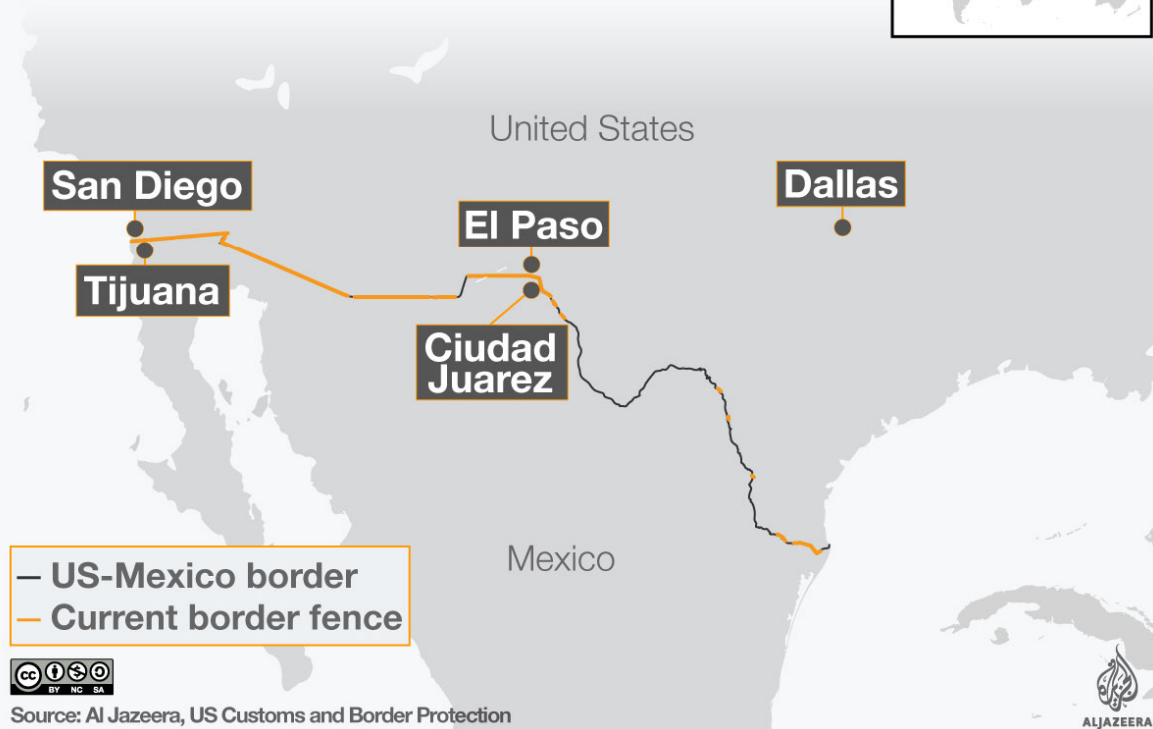 United States
San Diego
Dallas
El Paso
Tijuana
Ciudad
Juarez
Mexico
US-Mexico border
Current border fence
cc
BY NC SA
Source: Al Jazeera, US Customs and Border Protection
ALJAZEERA